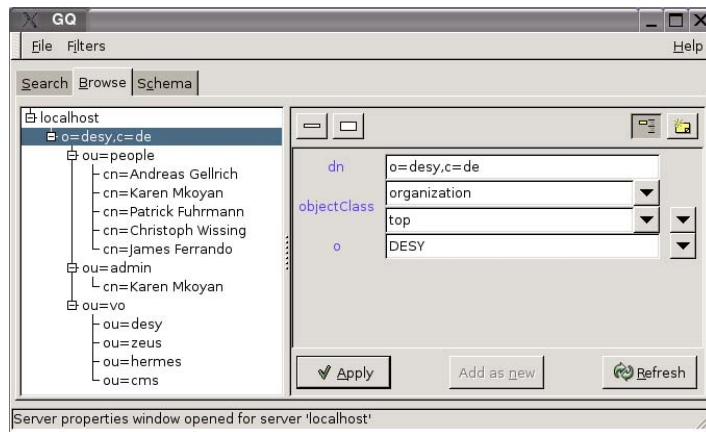 GQ
File Filters Help
Search Browse Schema
localhost
o=desy,c=de
ou=people
cn=Andreas Gellrich
cn=Karen Mkoyan
cn=Patrick Fuhrmann
cn=Christoph Wissing
cn=James Ferrando
ou=admin
cn=Karen Mkoyan
ou=vo
ou=desy
ou=zeus
ou=hermes
ou=cms
dn o=desy,c=de
organization
objectClass
top
o DESY
Apply Add as new Refresh
Server properties window opened for server 'localhost'